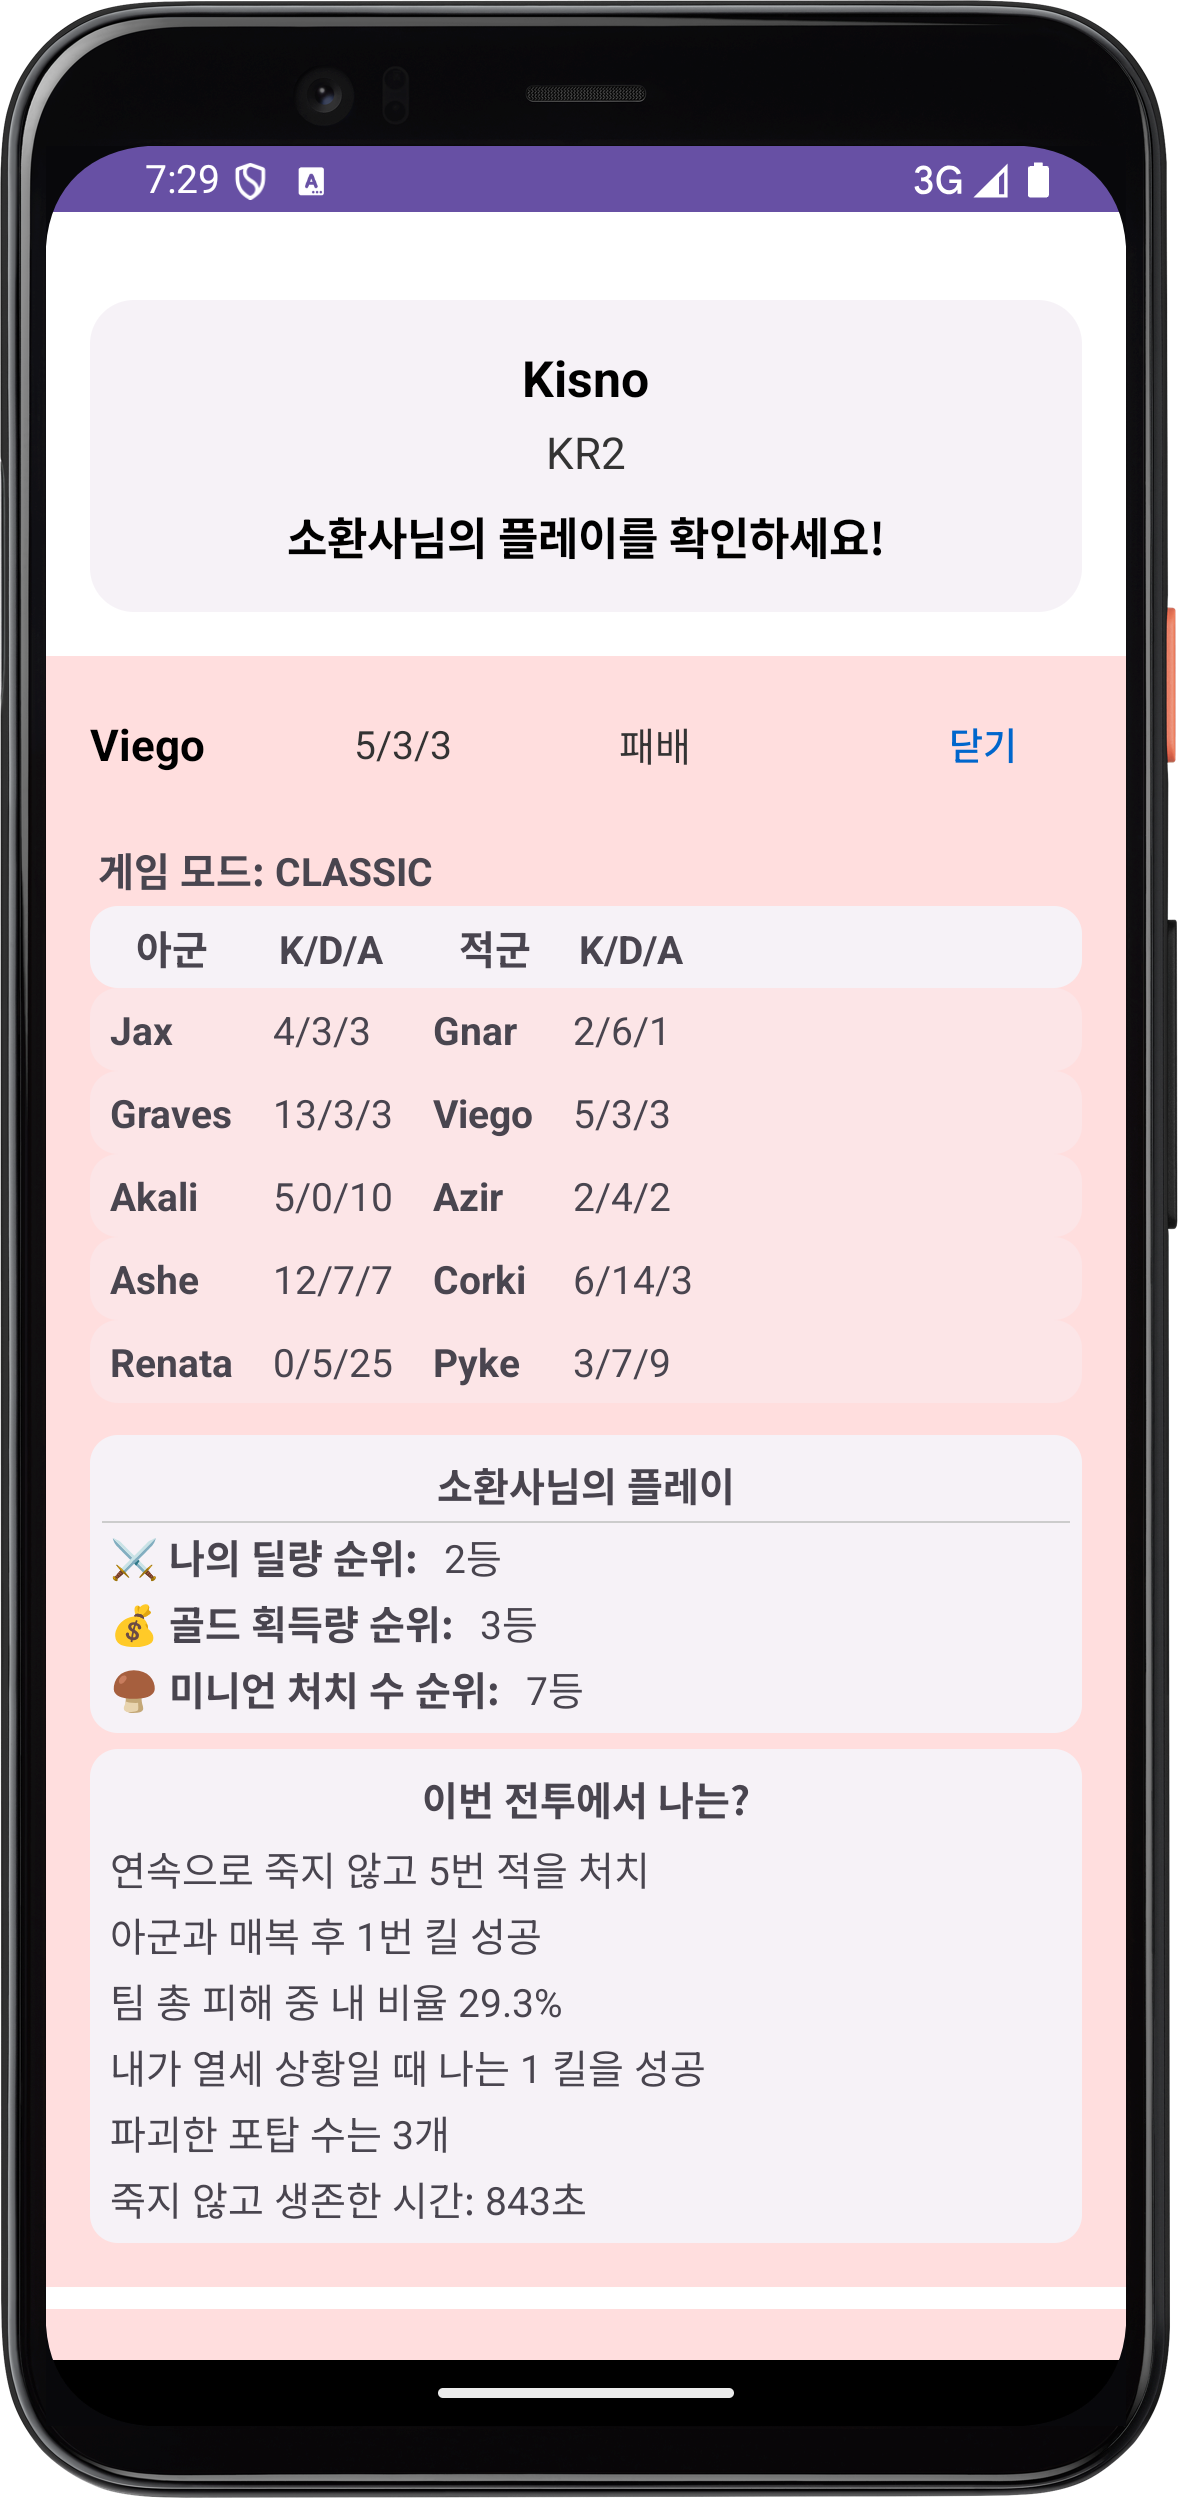 7:29
3G
Kisno
KR2
소환사님의 플레이를 확인하세요!
Viego 5/3/3 패배 닫기
게임 모드: CLASSIC
아군 K/D/A 적군 K/D/A
Jax 4/3/3 Gnar 2/6/1
Graves 13/3/3 Viego 5/3/3
Akali 5/0/10 Azir 2/4/2
Ashe 12/7/7 Corki 6/14/3
Renata 0/5/25 Pyke 3/7/9
소환사님의 플레이
나의 딜량 순위: 2등
골드 획득량 순위: 3등
미니언 처치 수 순위: 7등
이번 전투에서 나는?
연속으로 죽지 않고 5번 적을 처치
아군과 매복 후 1번 킬 성공
팀 총 피해 중 내 비율 29.3%
내가 열세 상황일 때 나는 1 킬을 성공
파괴한 포탑 수는 3개
죽지 않고 생존한 시간: 843초